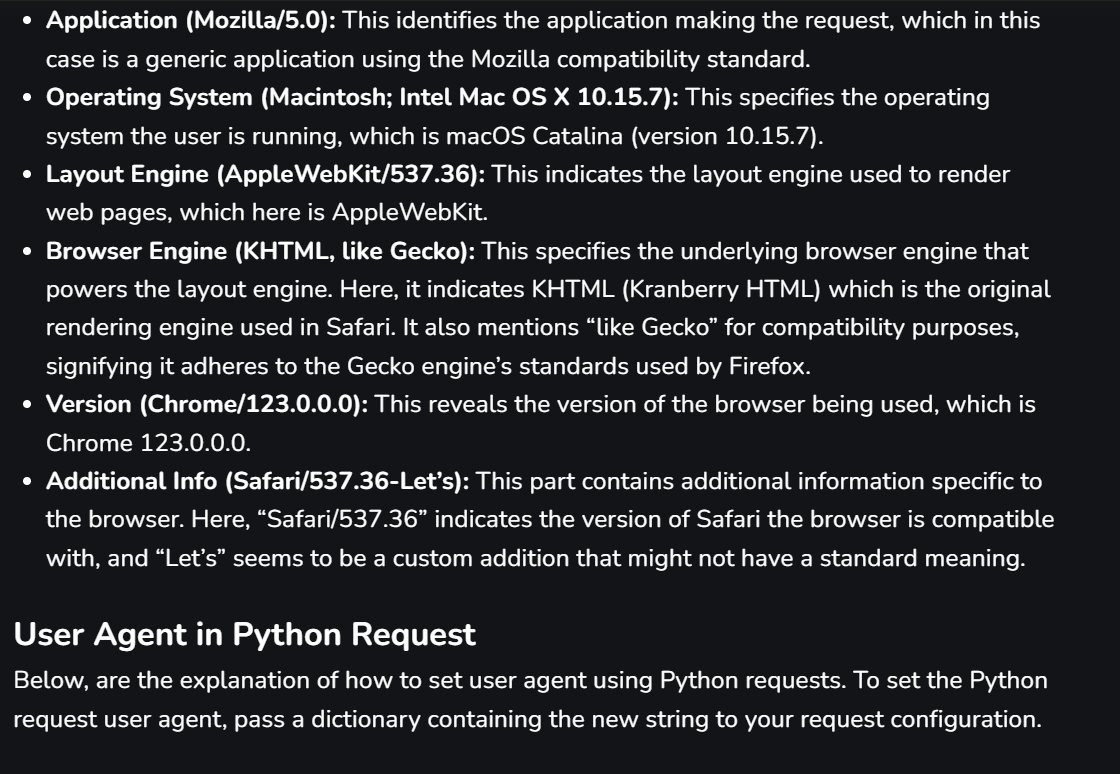 • Application (Mozilla/5.0): This identifies the application making the request, which in this
case is a generic application using the Mozilla compatibility standard.
• Operating System (Macintosh; Intel Mac OS X 10.15.7): This specifies the operating
system the user is running, which is macOS Catalina (version 10.15.7).
• Layout Engine (AppleWebKit/537.36): This indicates the layout engine used to render
web pages, which here is AppleWebKit.
• Browser Engine (KHTML, like Gecko): This specifies the underlying browser engine that
powers the layout engine. Here, it indicates KHTML (Kranberry HTML) which is the original
rendering engine used in Safari. It also mentions “like Gecko” for compatibility purposes,
signifying it adheres to the Gecko engine’s standards used by Firefox.
• Version (Chrome/123.0.0.0): This reveals the version of the browser being used, which is
Chrome 123.0.0.0.
• Additional Info (Safari/537.36-Let’s): This part contains additional information specific to
the browser. Here, “Safari/537.36” indicates the version of Safari the browser is compatible
with, and “Let’s” seems to be a custom addition that might not have a standard meaning.
User Agent in Python Request
Below, are the explanation of how to set user agent using Python requests. To set the Python
request user agent, pass a dictionary containing the new string to your request configuration.